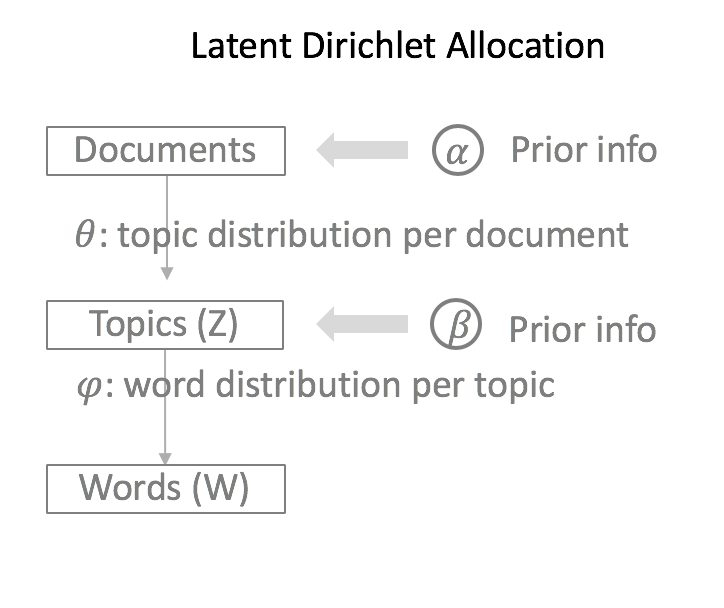 Latent Dirichlet Allocation
Documents
α
Prior info
θ: topic distribution per document
Topics (Z)
β
Prior info
φ: word distribution per topic
Words (W)